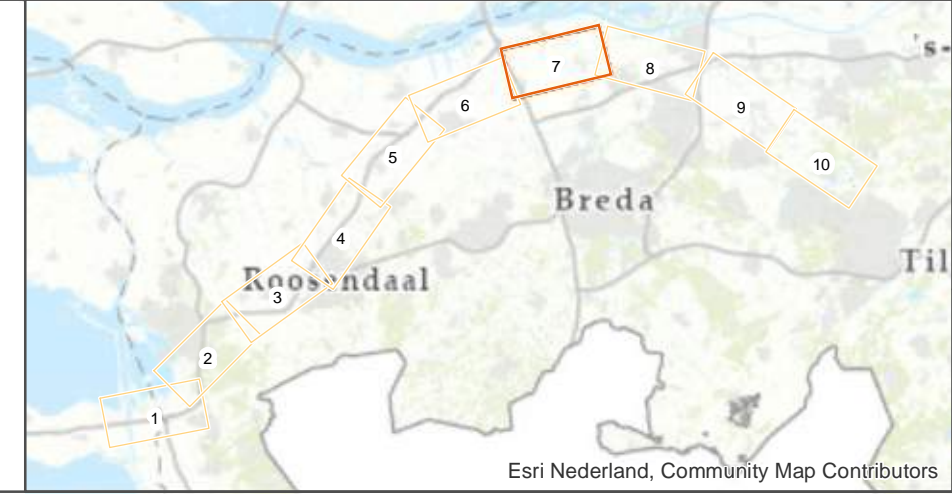 's-
7
8
6
9
5
10
Breda
4
Roosendaal
Til
3
2
1
Esri Nederland, Community Map Contributors